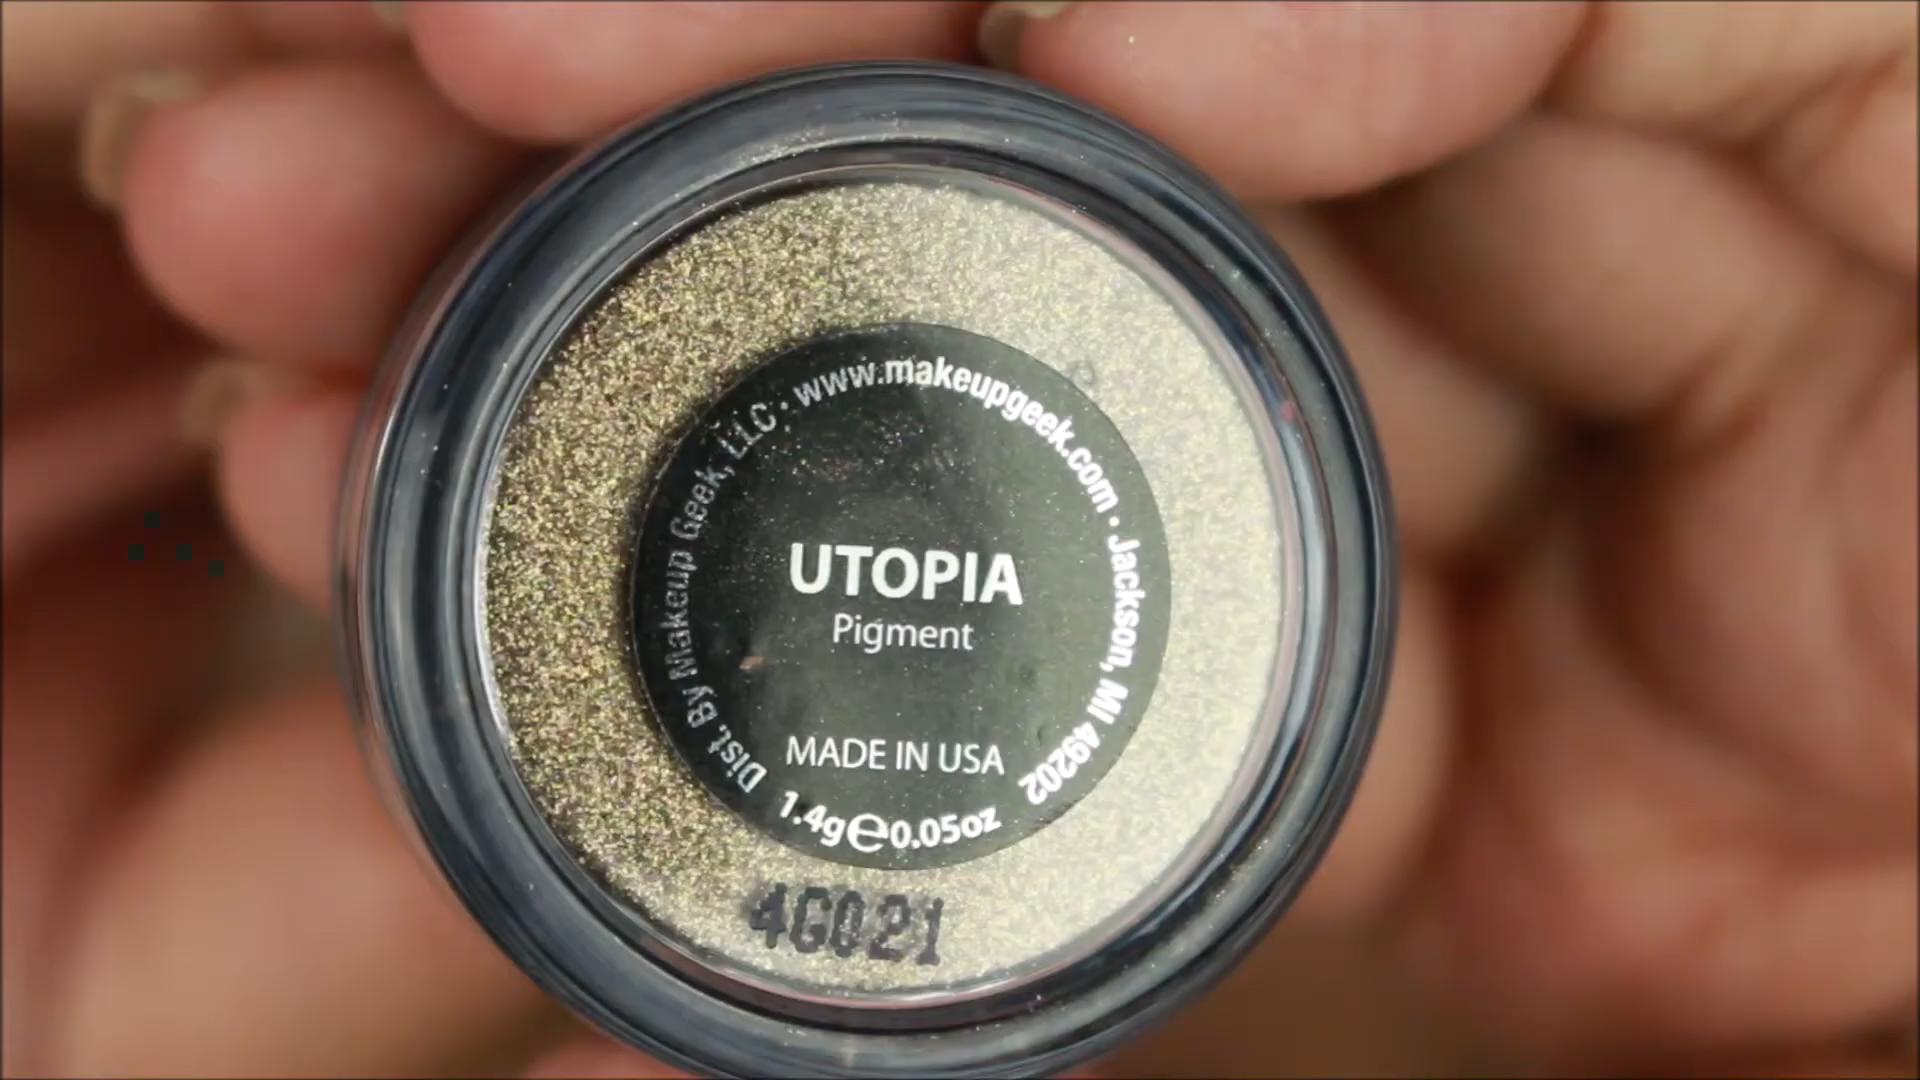 Dist. By Makeup Geek, LLC · www.makeupgeek.com · Jackson, MI 49202
UTOPIA
Pigment
MADE IN USA
1.4g℮0.05oz
4G021